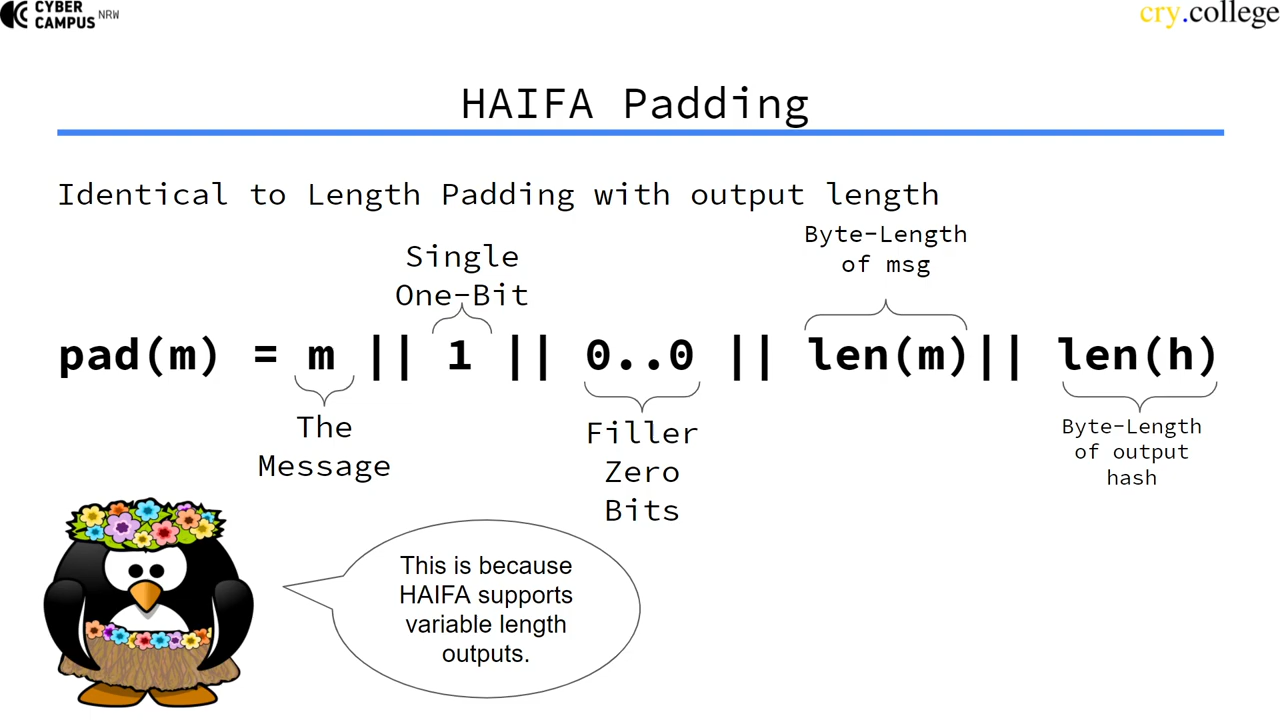 CYBER
CAMPUS NRW
cry.college
HAIFA Padding
Identical to Length Padding with output length
Byte-Length
of msg
Single
One-Bit
pad(m) = m || 1 || 0..0 || len(m)|| len(h)
The
Message
Filler
Zero
Bits
Byte-Length
of output
hash
This is because
HAIFA supports
variable length
outputs.